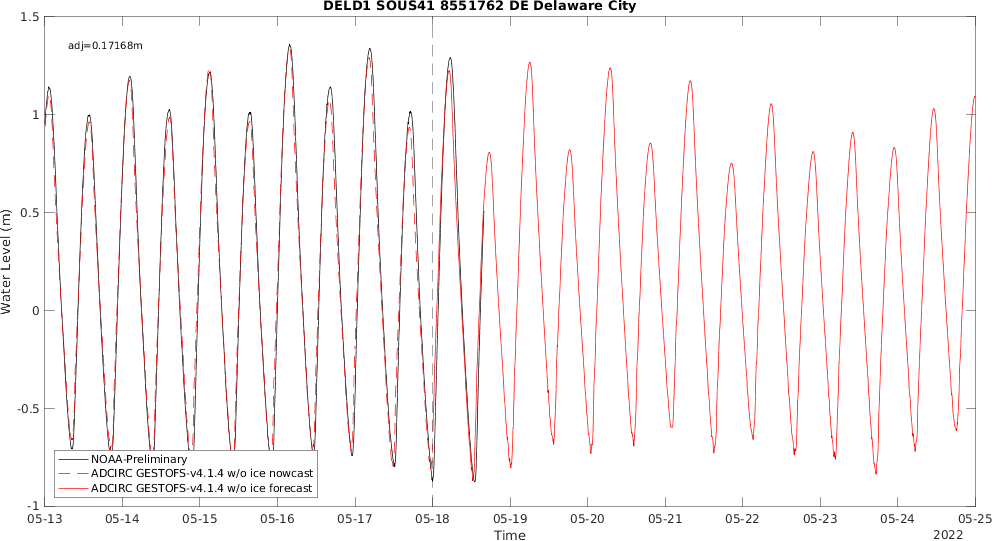 DELD1 SOUS41 8551762 DE Delaware City
adj=0.17168m
1.5
1
0.5
0
-0.5
-1
Water Level (m)
NOAA-Preliminary
ADCIRC GESTOFS-v4.1.4 w/o ice nowcast
ADCIRC GESTOFS-v4.1.4 w/o ice forecast
05-13 05-14 05-15 05-16 05-17 05-18 05-19 05-20 05-21 05-22 05-23 05-24 05-25
Time
2022